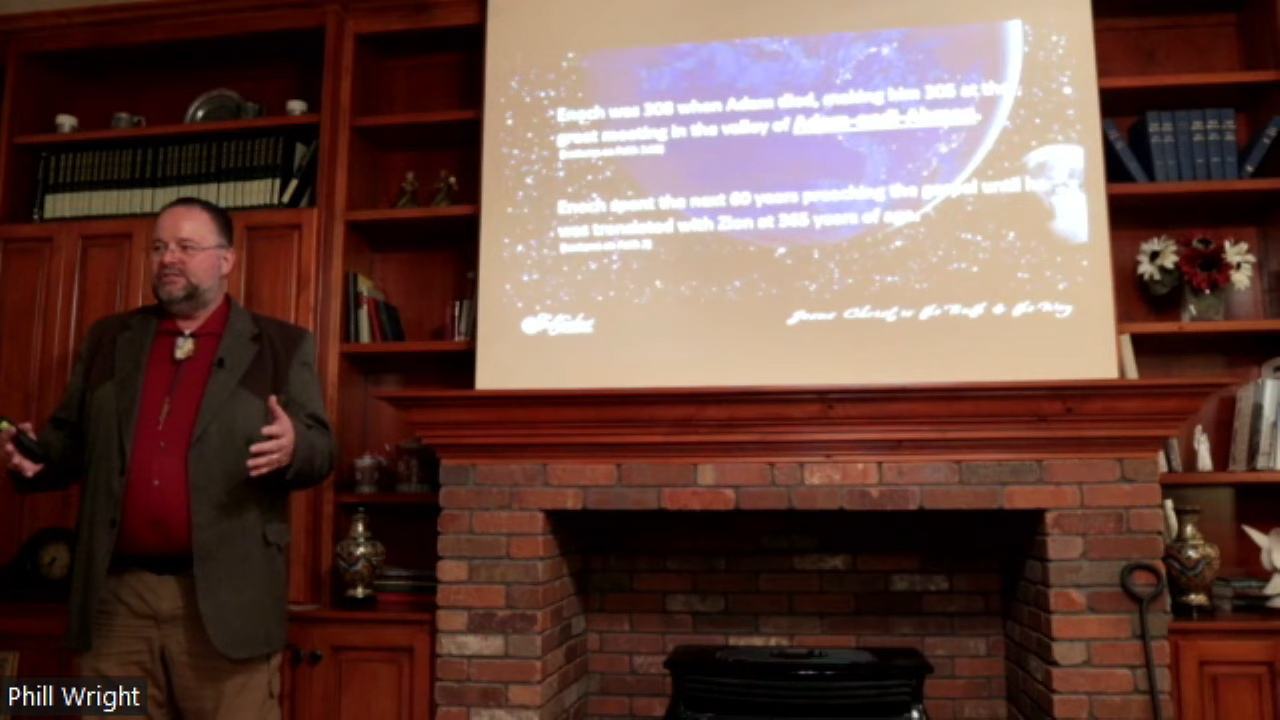 Enoch was 308 when Adam died, making him 305 at the
great meeting in the valley of Adam-ondi-Ahman.
Enoch spent the next 60 years preaching the gospel until he
was translated with Zion at 365 years of age.
Jesus Christ is the Truth & the Way
Phill Wright